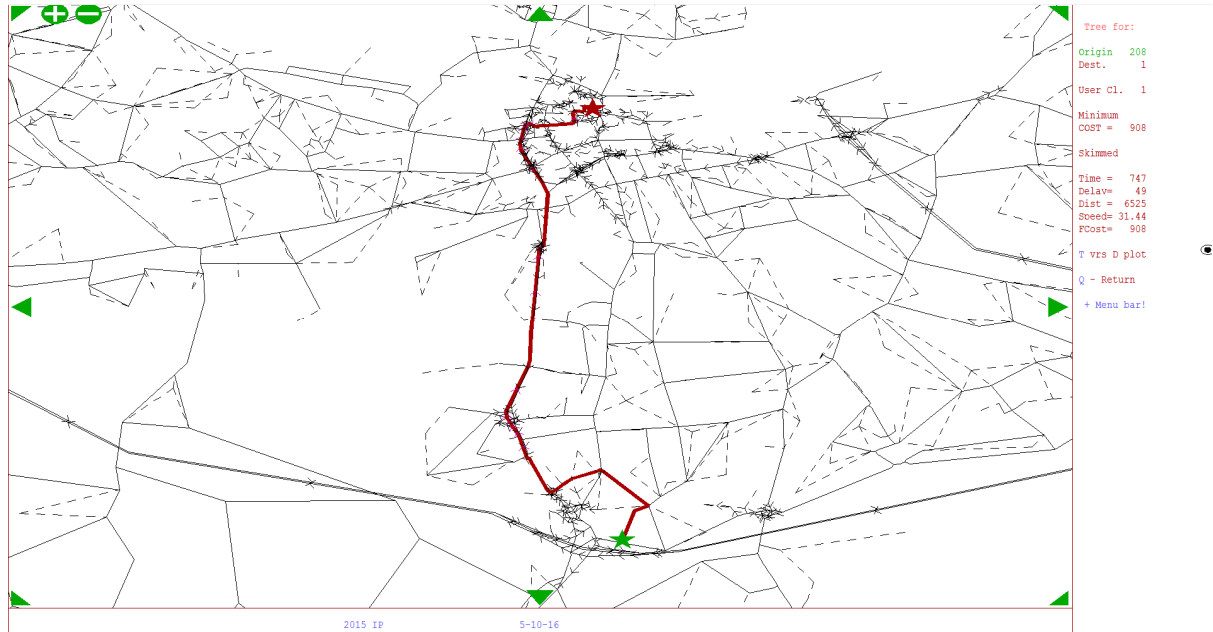 Tree for:
Origin 208
Dest. 1
User Cl. 1
Minimum
COST = 908
Skimmed
Time = 747
Delay= 49
Dist = 6525
Speed= 31.44
FCost= 908
T vrs D plot
Q - Return
+ Menu bar!
2015 IP 5-10-16